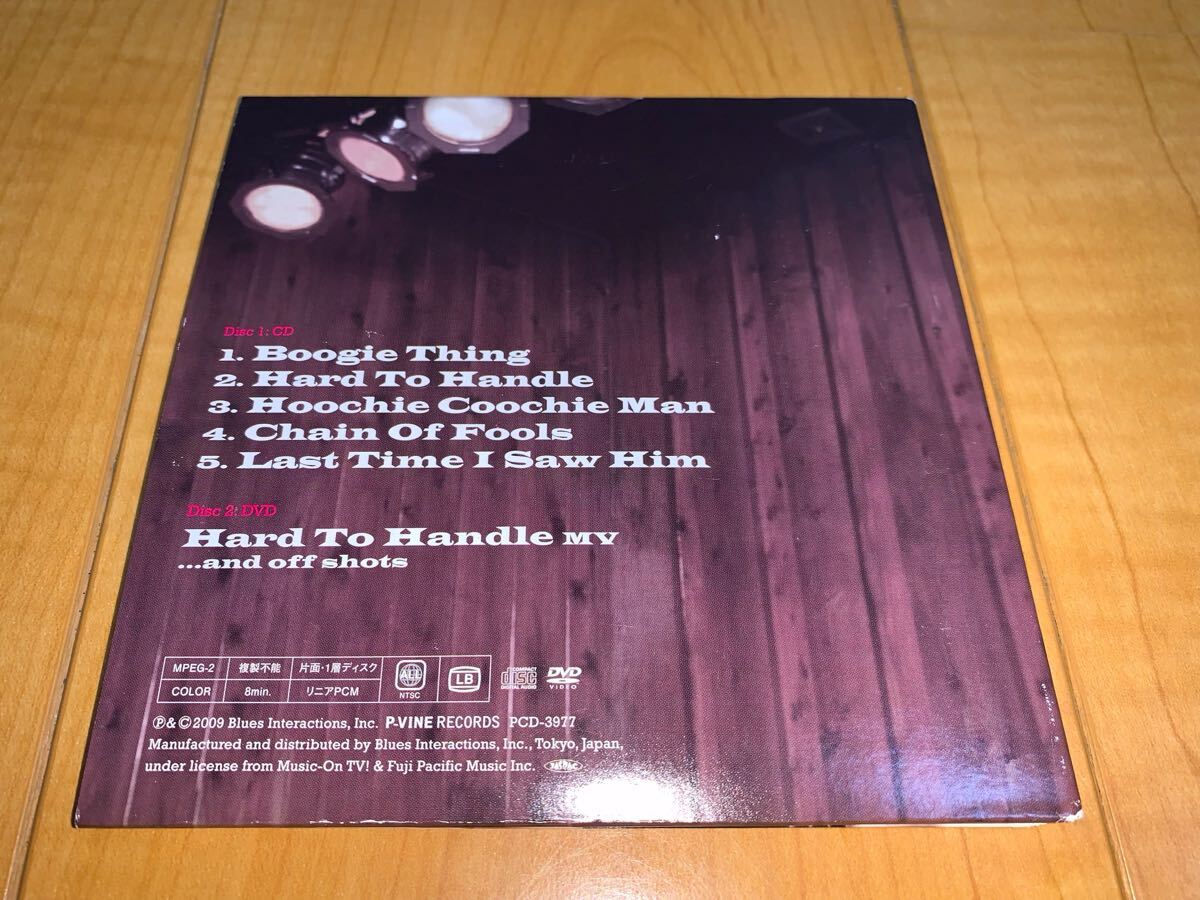 Disc 1: CD
1. Boogie Thing
2. Hard To Handle
3. Hoochie Coochie Man
4. Chain Of Fools
5. Last Time I Saw Him
Disc 2: DVD
Hard To Handle MV
...and off shots
MPEG-2 複製不能 片面・1層ディスク ALL NTSC LB COMPACT disc DIGITAL AUDIO DVD VIDEO
COLOR 8min. リニアPCM
℗&©2009 Blues Interactions, Inc. P-VINE RECORDS PCD-3977
Manufactured and distributed by Blues Interactions, Inc., Tokyo, Japan,
under license from Music-On TV! & Fuji Pacific Music Inc. JASRAC